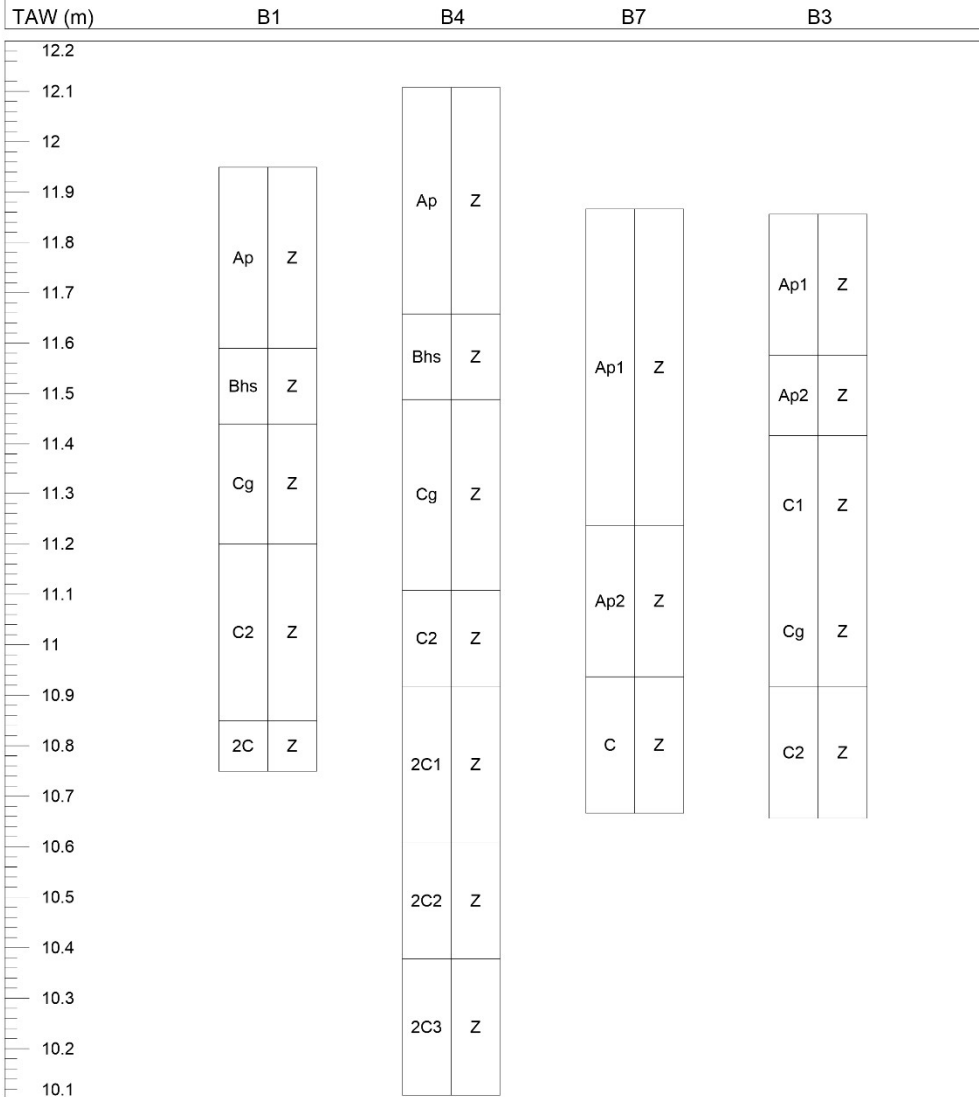 TAW (m) B1 B4 B7 B3
12.2
12.1
12
11.9
Ap Z
11.8
Ap Z
11.7
Ap1 Z
11.6
Bhs Z
Ap1 Z
11.5
Bhs Z
Ap2 Z
11.4
Cg Z
Cg Z
11.3
C1 Z
11.2
11.1
Ap2 Z
C2 Z
C2 Z
Cg Z
11
10.9
10.8
2C Z
C Z
C2 Z
2C1 Z
10.7
10.6
10.5
2C2 Z
10.4
10.3
2C3 Z
10.2
10.1